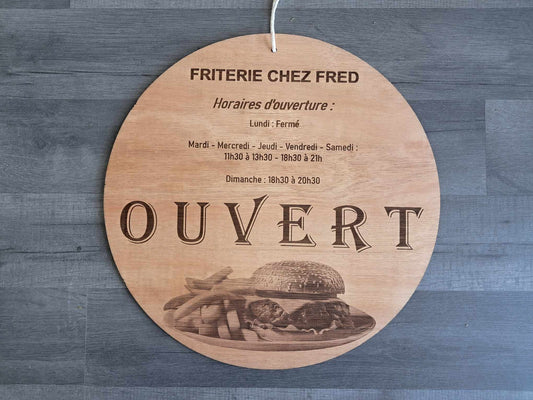 FRITERIE CHEZ FRED
Horaires d'ouverture :
Lundi : Fermé
Mardi - Mercredi - Jeudi - Vendredi - Samedi :
11h30 à 13h30 - 18h30 à 21h
Dimanche : 18h30 à 20h30
OUVERT